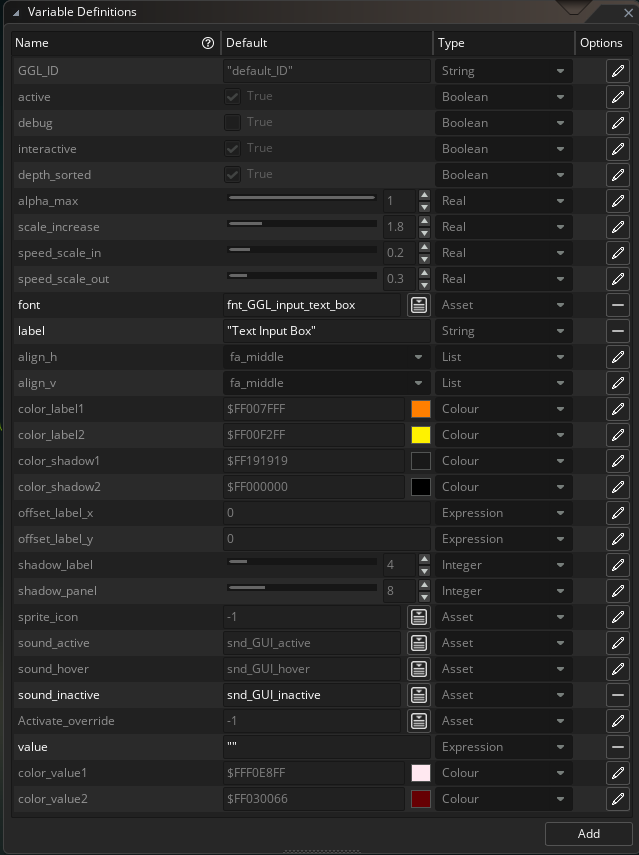 Variable Definitions
Name Default Type Options
GGL_ID "default_ID" String
active True Boolean
debug True Boolean
interactive True Boolean
depth_sorted True Boolean
alpha_max 1 Real
scale_increase 1.8 Real
speed_scale_in 0.2 Real
speed_scale_out 0.3 Real
font fnt_GGL_input_text_box Asset
label "Text Input Box" String
align_h fa_middle List
align_v fa_middle List
color_label1 $FF007FFF Colour
color_label2 $FF00F2FF Colour
color_shadow1 $FF191919 Colour
color_shadow2 $FF000000 Colour
offset_label_x 0 Expression
offset_label_y 0 Expression
shadow_label 4 Integer
shadow_panel 8 Integer
sprite_icon -1 Asset
sound_active snd_GUI_active Asset
sound_hover snd_GUI_hover Asset
sound_inactive snd_GUI_inactive Asset
Activate_override -1 Asset
value "" Expression
color_value1 $FFF0E8FF Colour
color_value2 $FF030066 Colour
Add